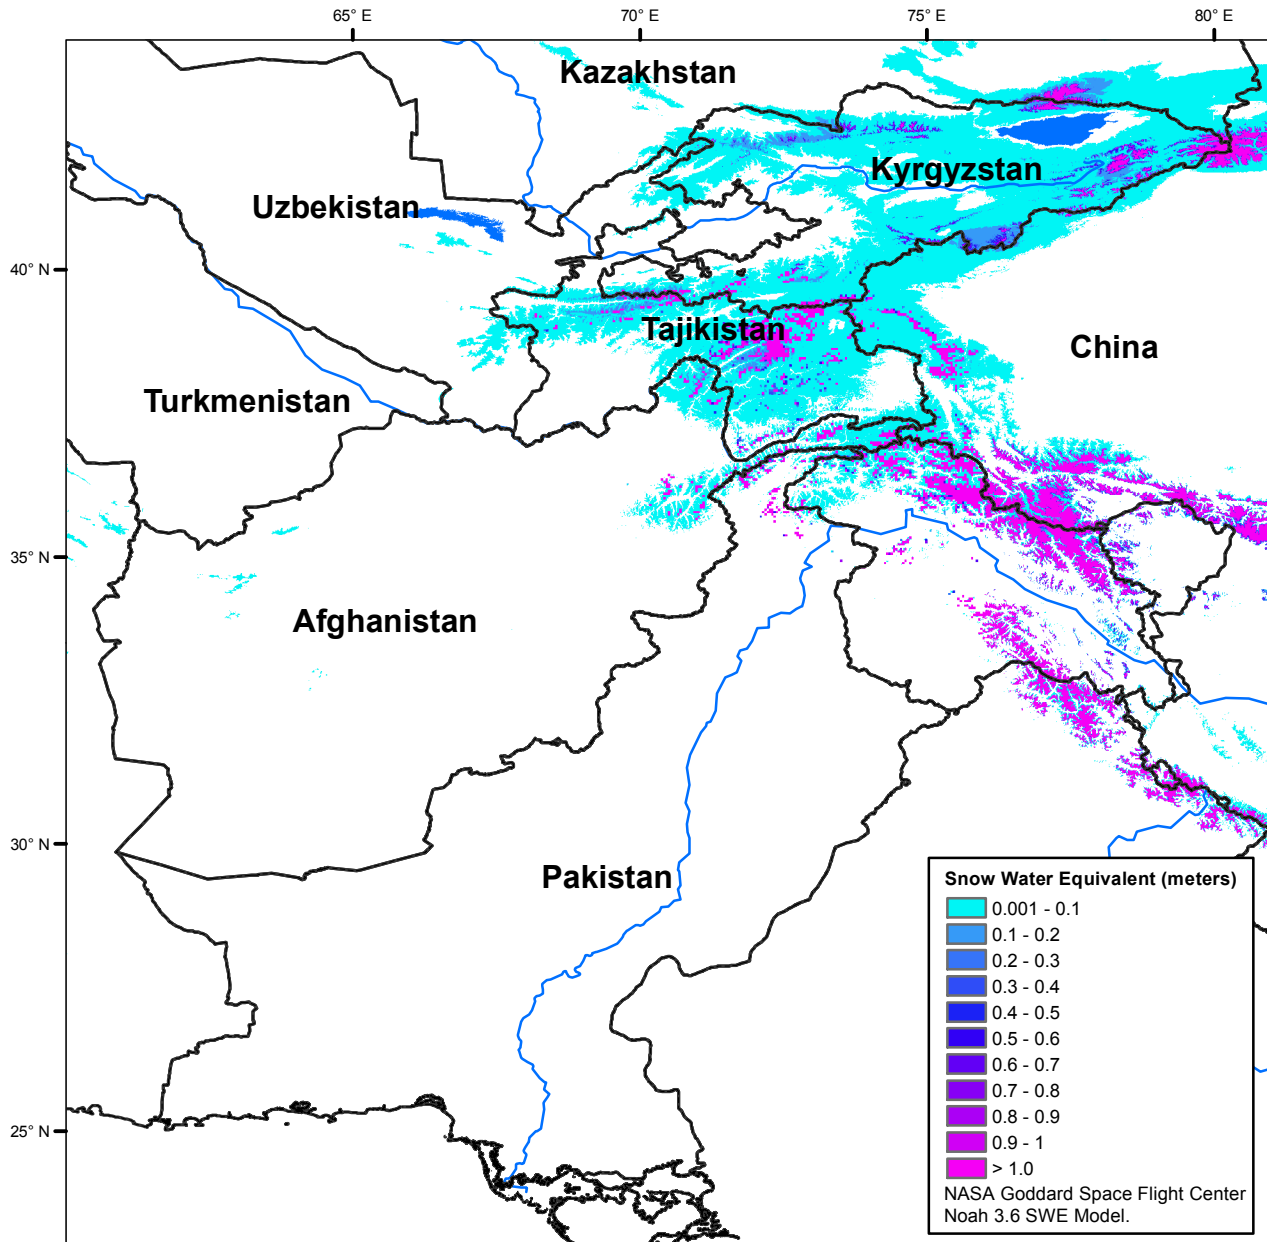 65° E
70° E
75° E
80° E
Kazakhstan
Kyrgyzstan
Uzbekistan
40° N
Tajikistan
China
Turkmenistan
35° N
Afghanistan
30° N
Pakistan
25° N
Snow Water Equivalent (meters)
0.001 - 0.1
0.1 - 0.2
0.2 - 0.3
0.3 - 0.4
0.4 - 0.5
0.5 - 0.6
0.6 - 0.7
0.7 - 0.8
0.8 - 0.9
0.9 - 1
> 1.0
NASA Goddard Space Flight Center
Noah 3.6 SWE Model.